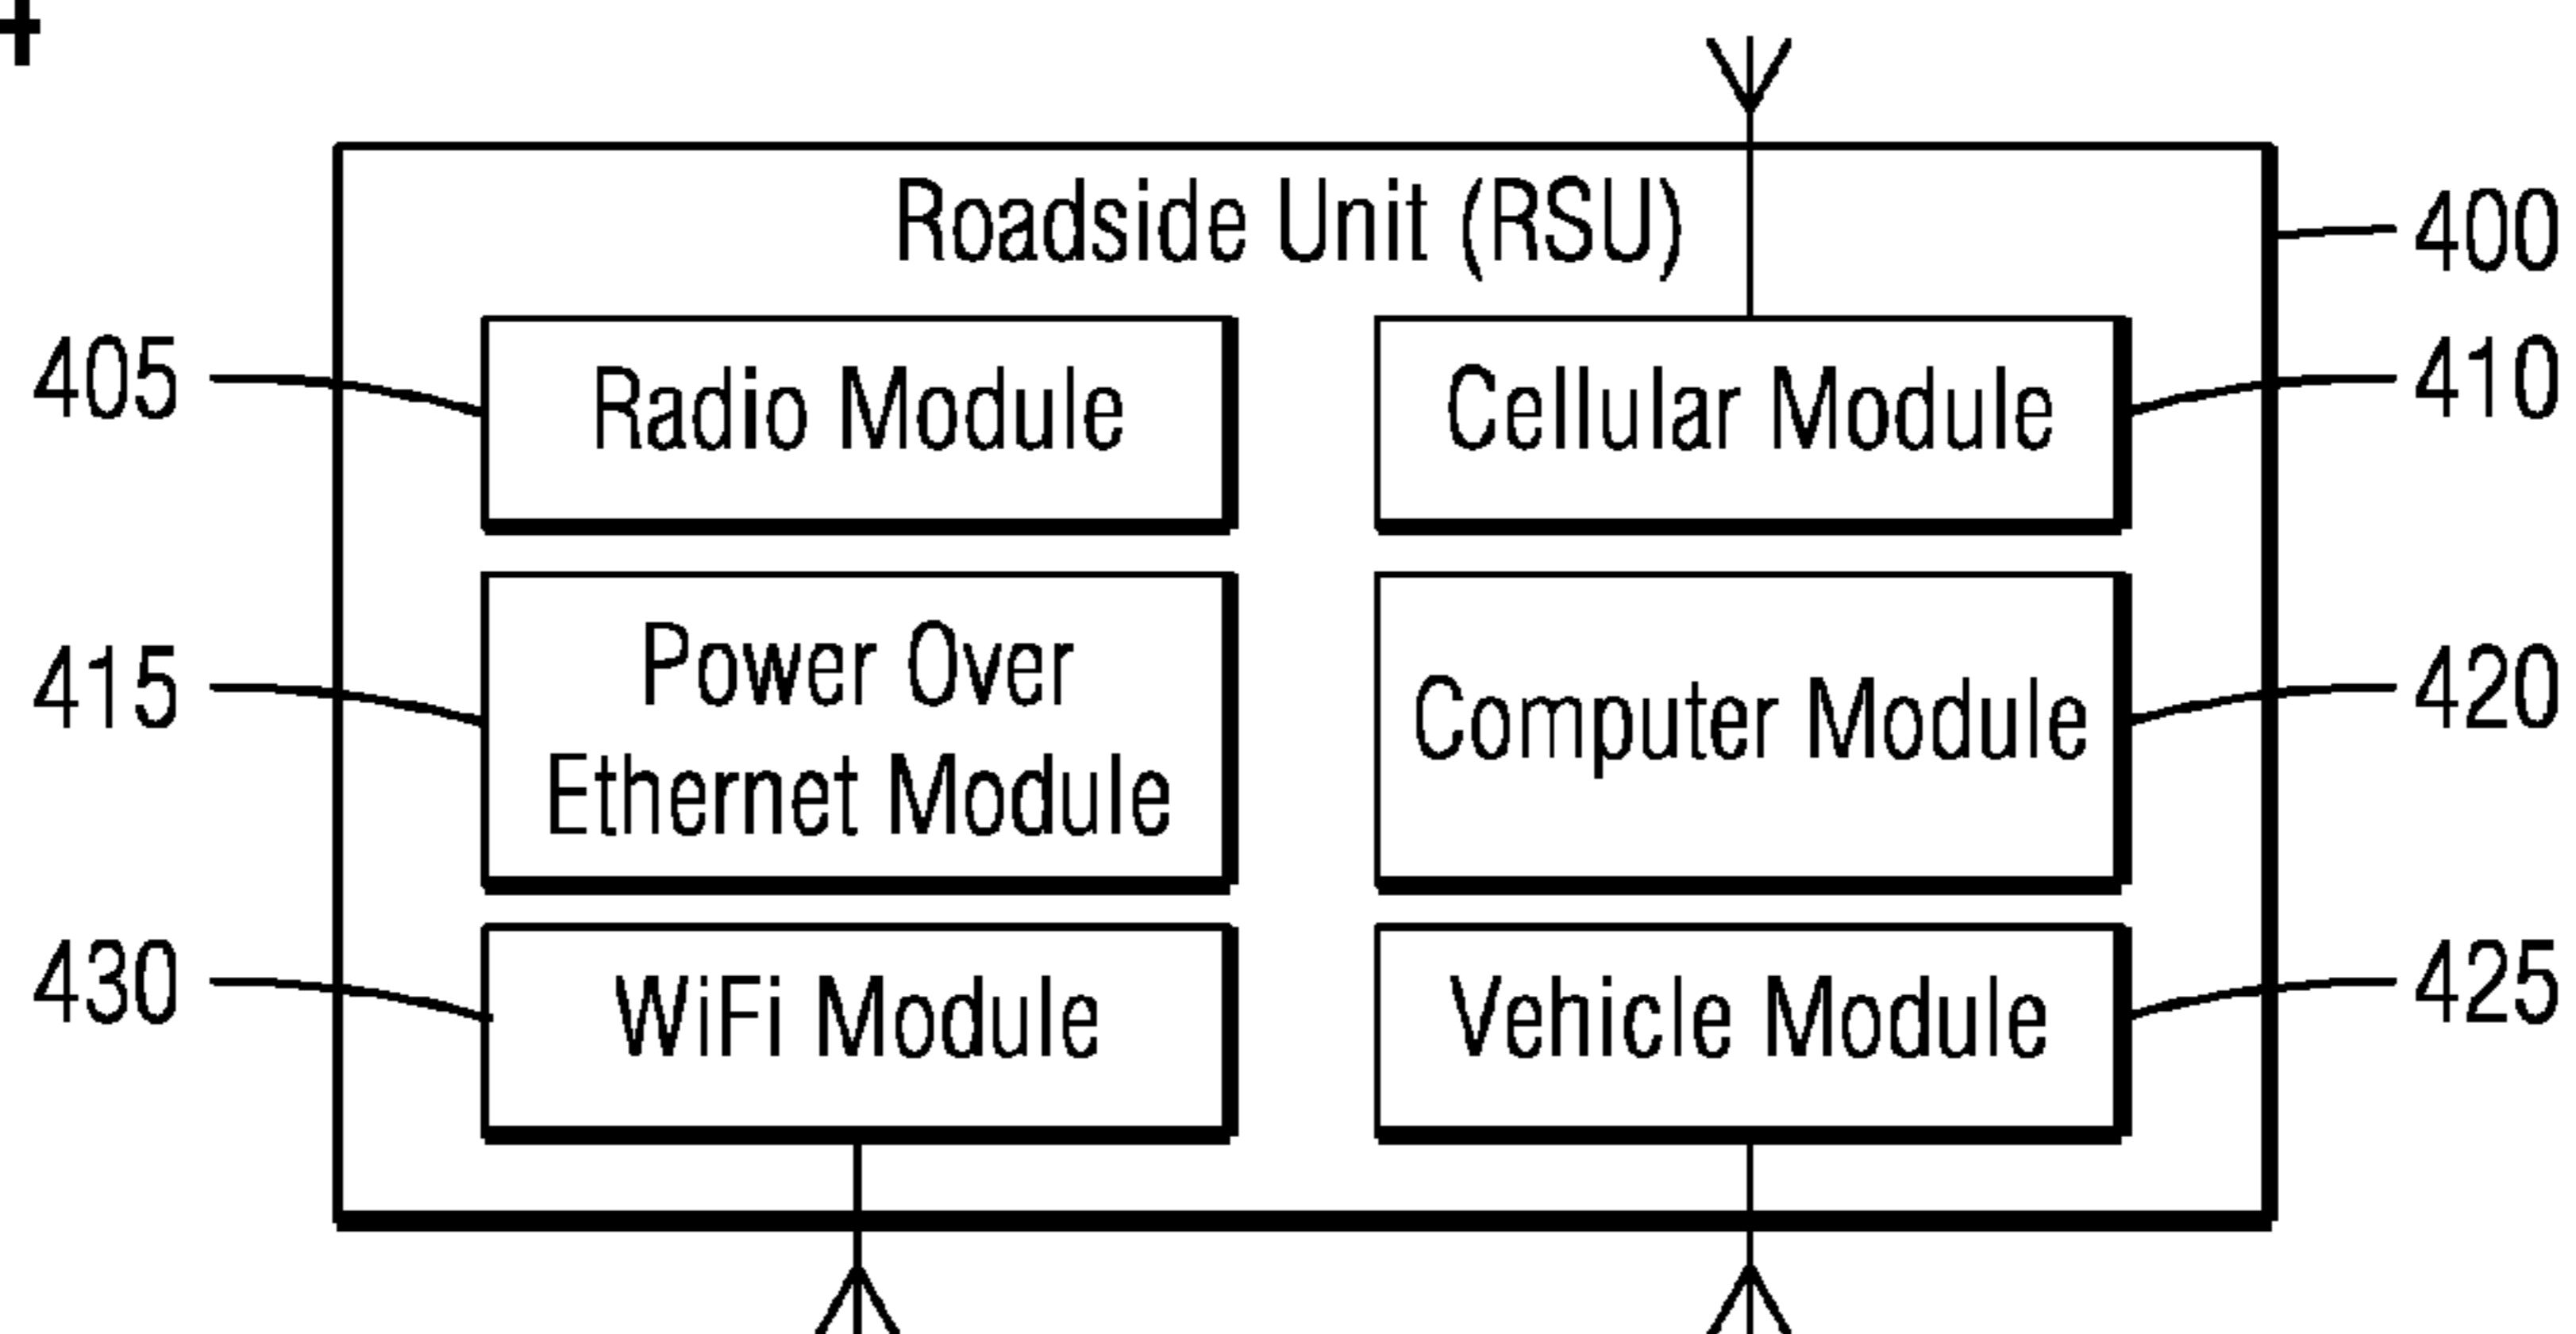 4
Roadside Unit (RSU)
400
405
Radio Module
Cellular Module
410
415
Power Over
Ethernet Module
Computer Module
420
430
WiFi Module
Vehicle Module
425